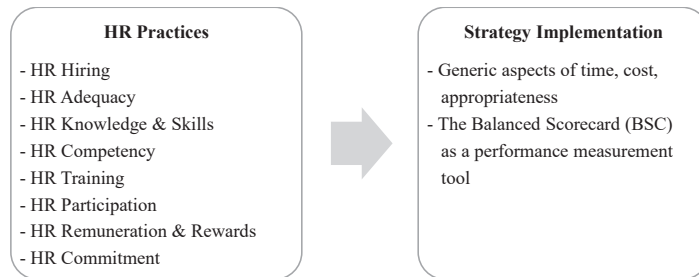 HR Practices
- HR Hiring
- HR Adequacy
- HR Knowledge & Skills
- HR Competency
- HR Training
- HR Participation
- HR Remuneration & Rewards
- HR Commitment
Strategy Implementation
- Generic aspects of time, cost,
appropriateness
- The Balanced Scorecard (BSC)
as a performance measurement
tool